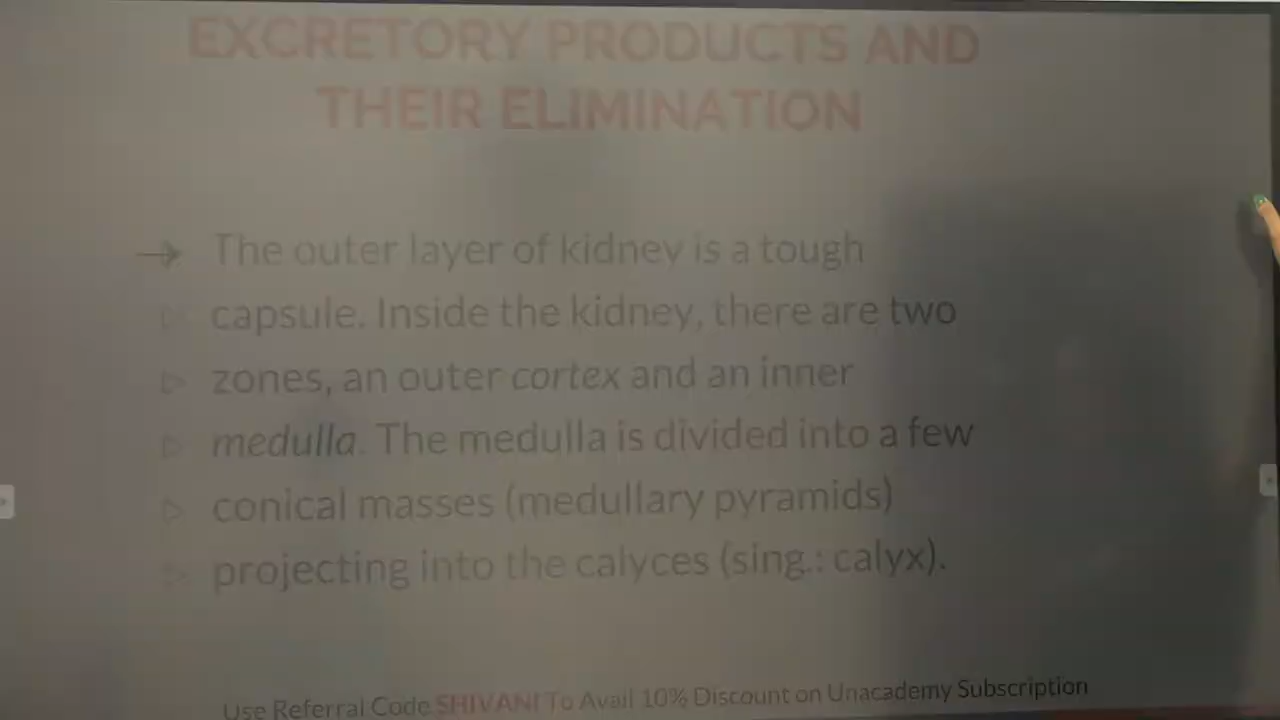 EXCRETORY PRODUCTS AND
THEIR ELIMINATION
→ The outer layer of kidney is a tough
capsule. Inside the kidney, there are two
zones, an outer cortex and an inner
medulla. The medulla is divided into a few
conical masses (medullary pyramids)
projecting into the calyces (sing.: calyx).
Use Referral Code SHIVANI To Avail 10% Discount on Unacademy Subscription